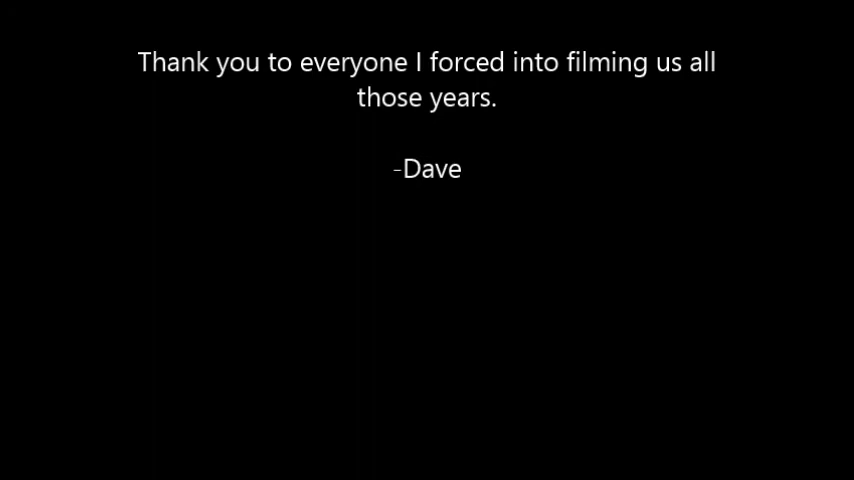 Thank you to everyone I forced into filming us all
those years.
-Dave